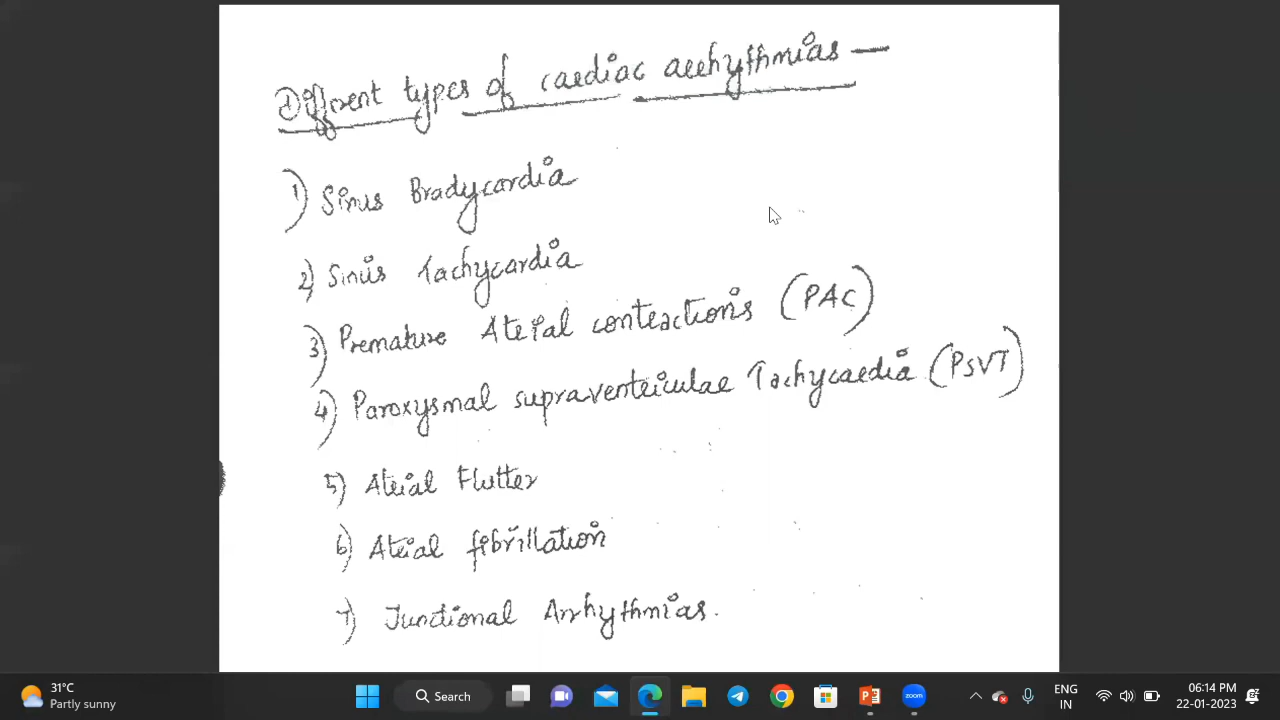 Different types of cardiac arrhythmias —
1) Sinus Bradycardia
2) Sinus Tachycardia
3) Premature Atrial contractions (PAC)
4) Paroxysmal supraventricular Tachycardia (PSVT)
5) Atrial Flutter
6) Atrial fibrillation
7) Junctional Arrhythmias.
31°C
Partly sunny
Search
zoom
ENG
IN
06:14 PM
22-01-2023